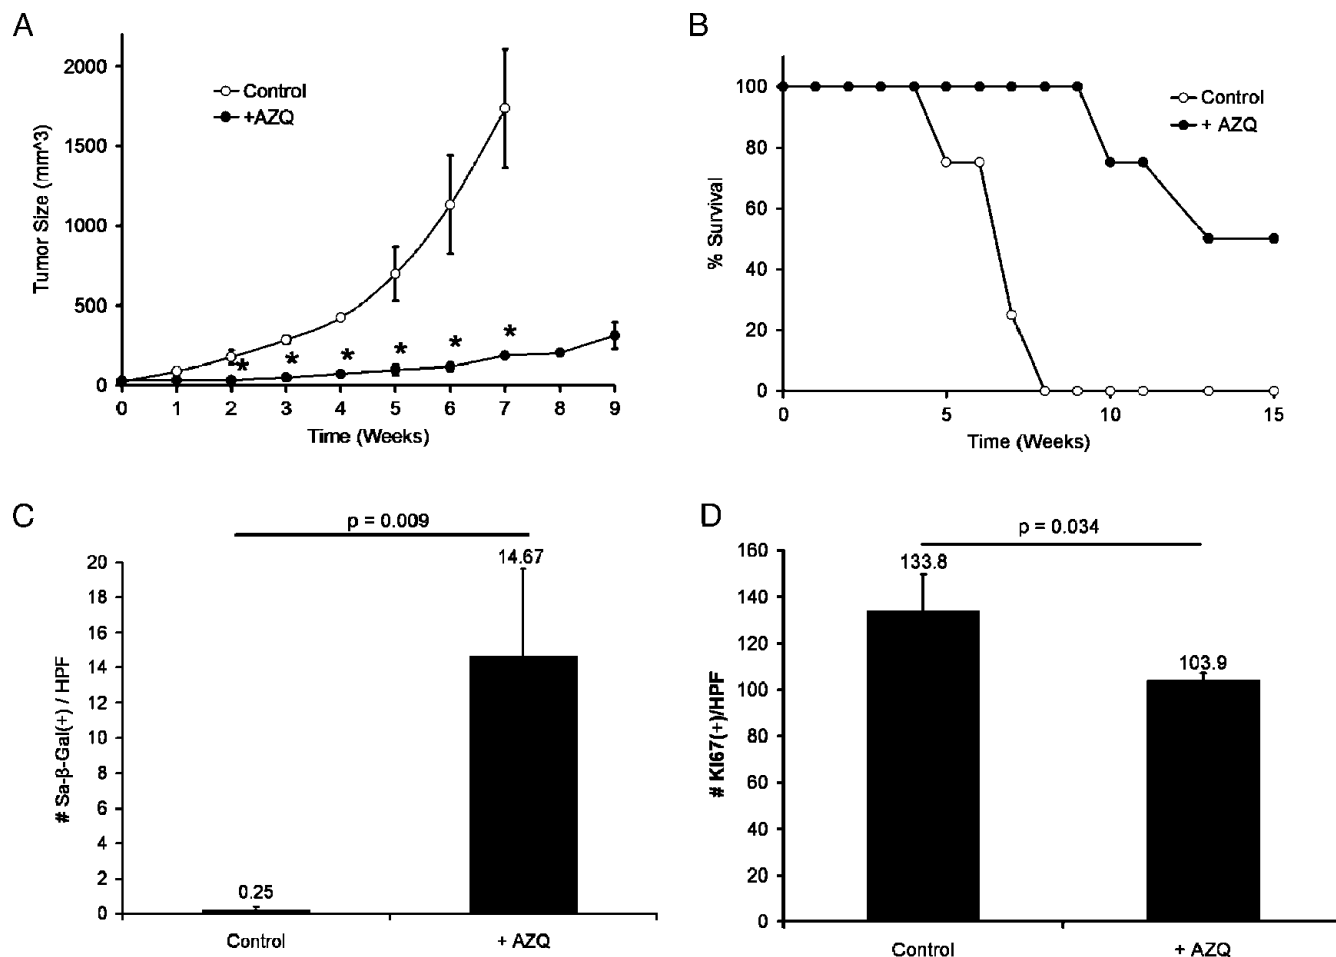 A
Tumor Size (mm^3)
2000
1500
1000
500
0
Control
+AZQ
* * * * * *
0 1 2 3 4 5 6 7 8 9
Time (Weeks)
B
% Survival
100
80
60
40
20
0
Control
+ AZQ
0 5 10 15
Time (Weeks)
C
p = 0.009
# Sa-β-Gal(+) / HPF
20
18
16
14
12
10
8
6
4
2
0
14.67
0.25
Control + AZQ
D
p = 0.034
# KI67(+)/HPF
160
140
120
100
80
60
40
20
0
133.8
103.9
Control + AZQ